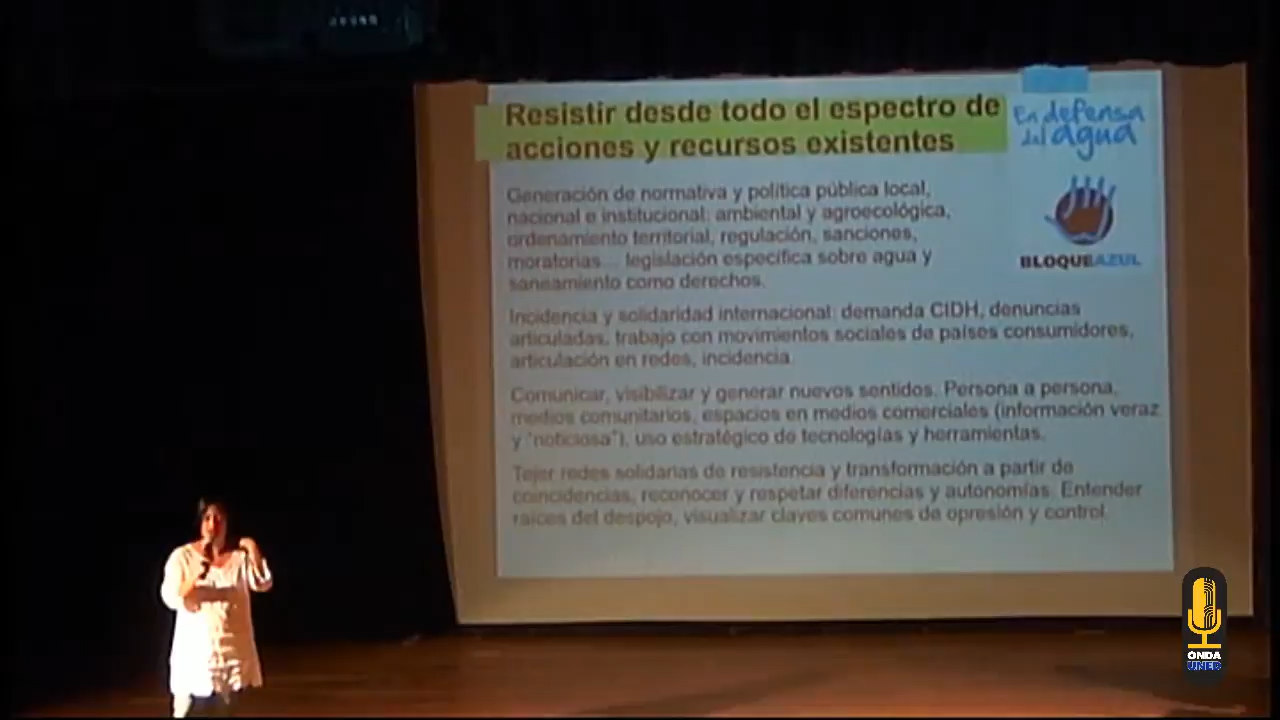 Resistir desde todo el espectro de
acciones y recursos existentes
En defensa
del agua
BLOQUEAZUL
Generación de normativa y política pública local,
nacional e institucional: ambiental y agroecológica,
ordenamiento territorial, regulación, sanciones,
moratorias... legislación específica sobre agua y
saneamiento como derechos.
Incidencia y solidaridad internacional: demanda CIDH, denuncias
articuladas, trabajo con movimientos sociales de países consumidores,
articulación en redes, incidencia.
Comunicar, visibilizar y generar nuevos sentidos. Persona a persona,
medios comunitarios, espacios en medios comerciales (información veraz
y "noticiosa"), uso estratégico de tecnologías y herramientas.
Tejer redes solidarias de resistencia y transformación a partir de
coincidencias, reconocer y respetar diferencias y autonomías. Entender
raíces del despojo, visualizar claves comunes de opresión y control.
ONDA
UNEB